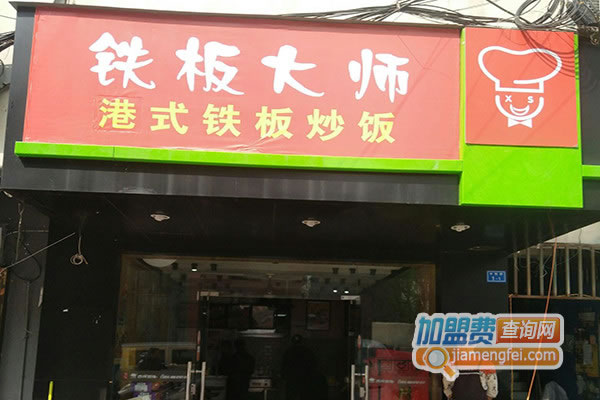 铁板大师
港式铁板炒饭
X S
加盟费查询网
jiamengfei.com